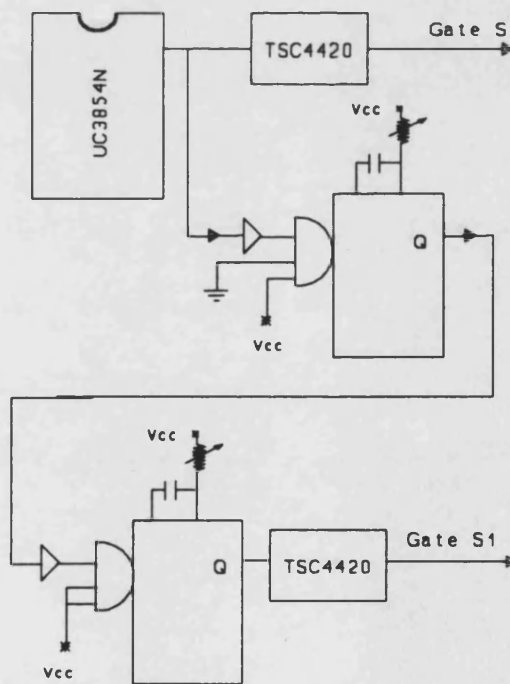 UC3854N
TSC4420
Gate S
Vcc
Q
Vcc
Vcc
Q
TSC4420
Gate S1
Vcc